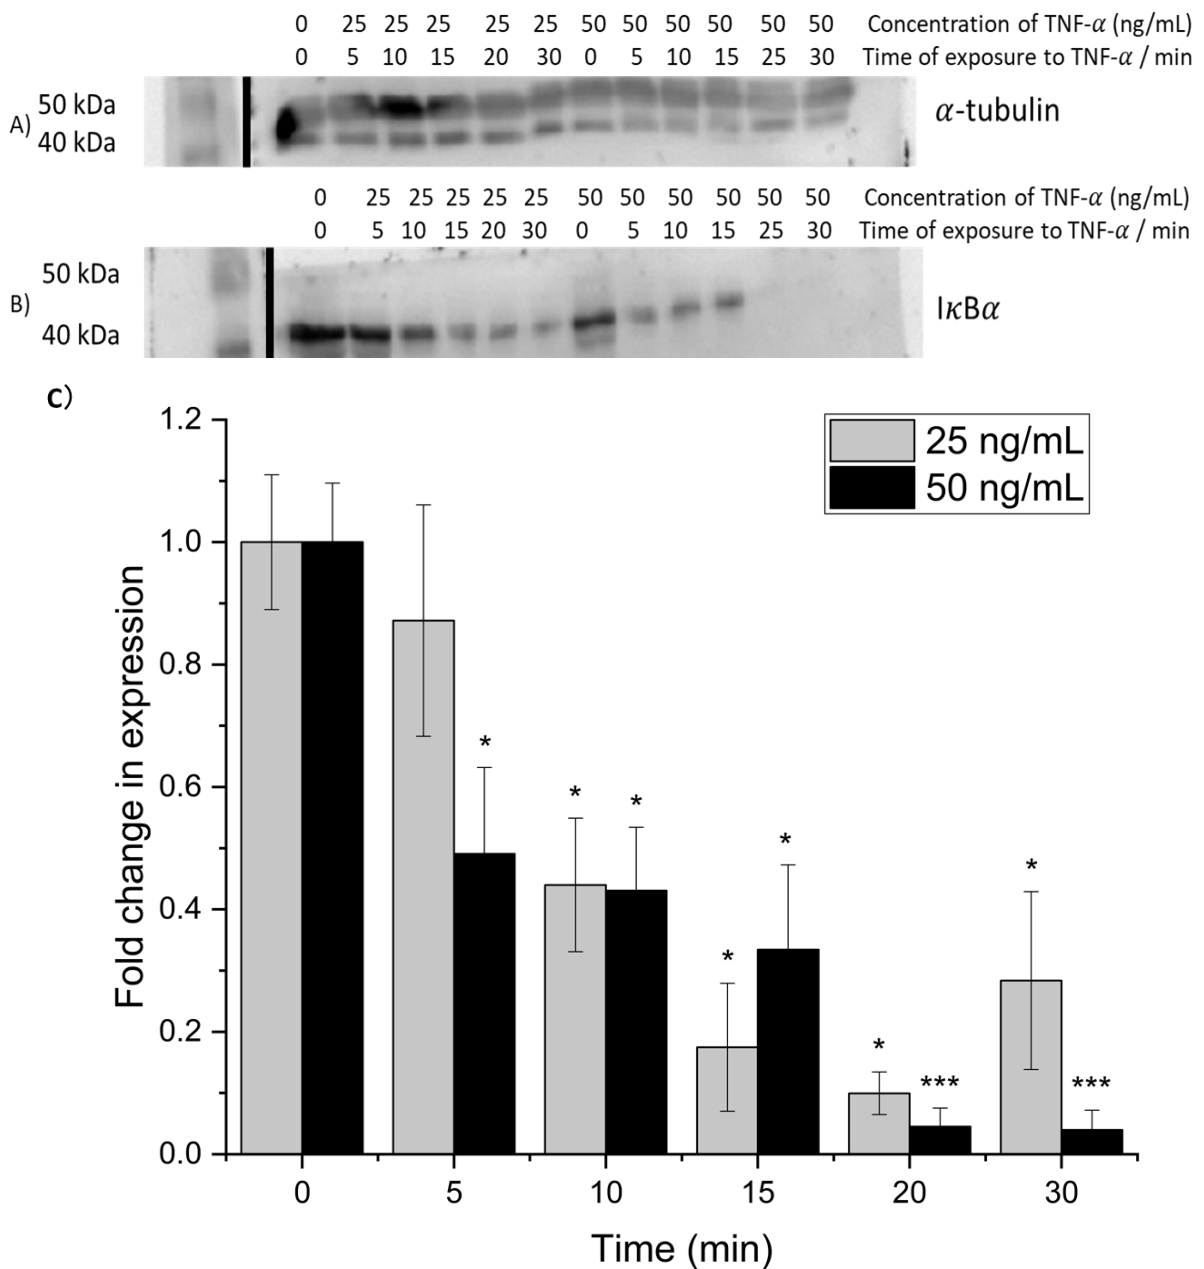 0 25 25 25 25 25 50 50 50 50 50 50 Concentration of TNF-α (ng/mL)
0 5 10 15 20 30 0 5 10 15 25 30 Time of exposure to TNF-α / min
A)
50 kDa
40 kDa
α-tubulin
0 25 25 25 25 25 50 50 50 50 50 50 Concentration of TNF-α (ng/mL)
0 5 10 15 20 30 0 5 10 15 25 30 Time of exposure to TNF-α / min
B)
50 kDa
40 kDa
IκBα
C)
1.2
1.0
0.8
0.6
0.4
0.2
0.0
Fold change in expression
25 ng/mL
50 ng/mL
*
*
*
*
*
*
***
*
***
0 5 10 15 20 30
Time (min)